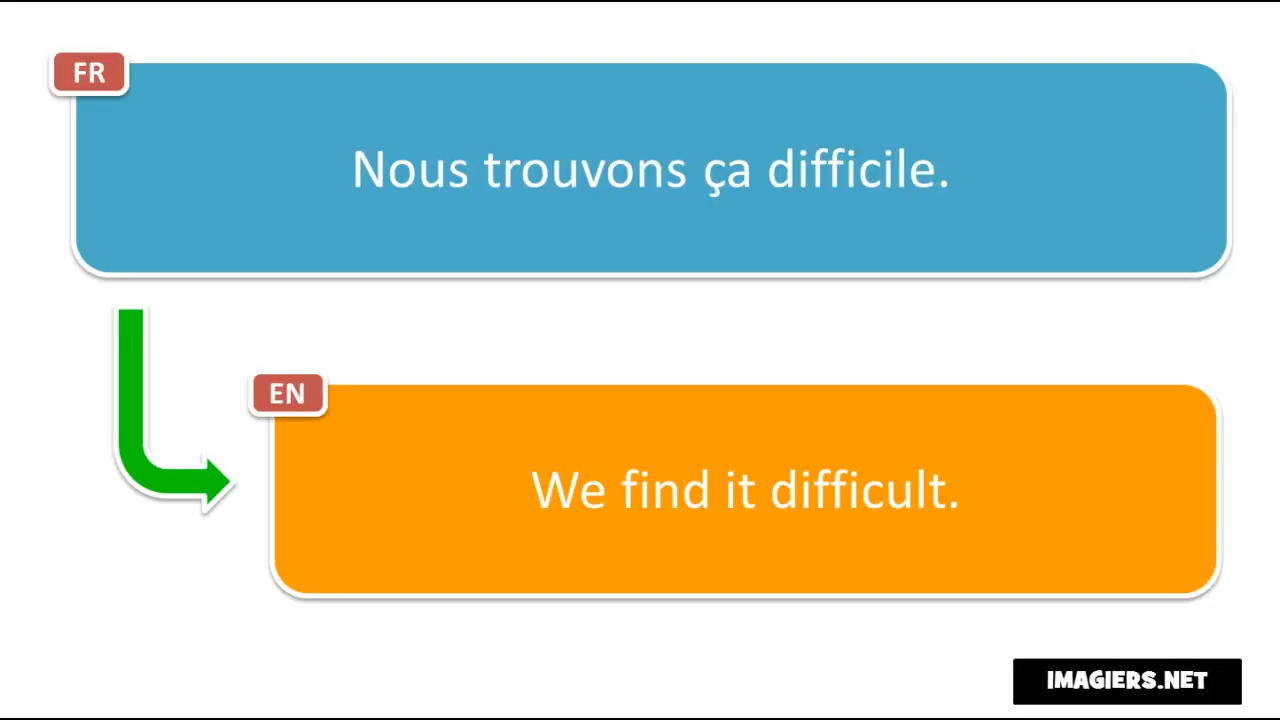 FR
Nous trouvons ça difficile.
EN
We find it difficult.
IMAGIERS.NET